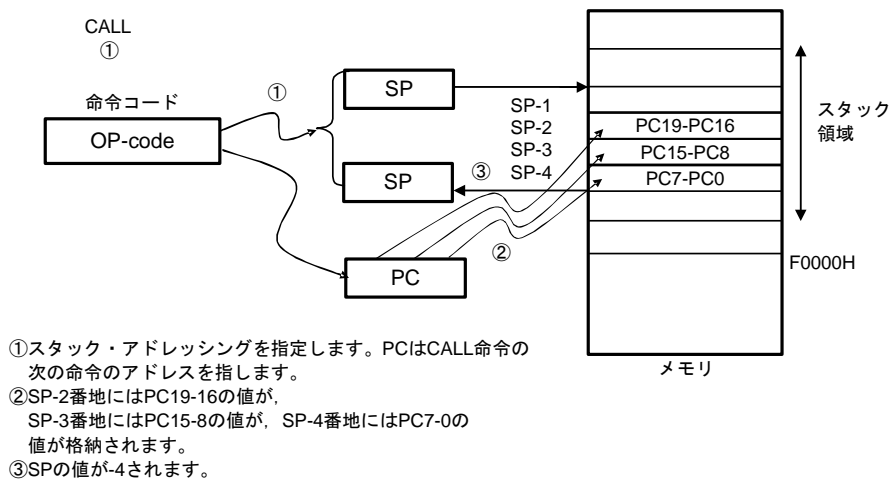 CALL
①
命令コード
OP-code
①
SP
SP
③
PC
②
SP-1
SP-2
SP-3
SP-4
PC19-PC16
PC15-PC8
PC7-PC0
スタック
領域
F0000H
メモリ
①スタック・アドレッシングを指定します。PCはCALL命令の
次の命令のアドレスを指します。
②SP-2番地にはPC19-16の値が,
SP-3番地にはPC15-8の値が, SP-4番地にはPC7-0の
値が格納されます。
③SPの値が-4されます。